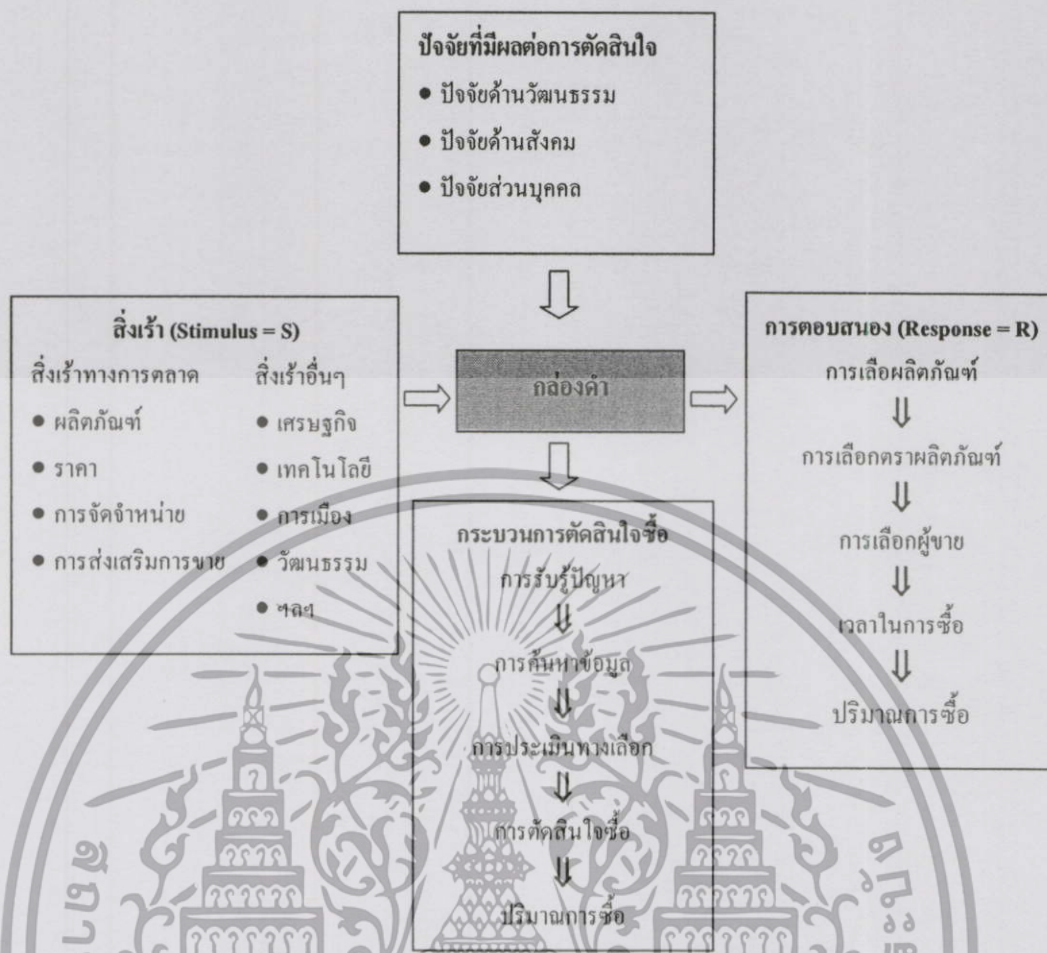 ปัจจัยที่มีผลต่อการตัดสินใจ
● ปัจจัยด้านวัฒนธรรม
● ปัจจัยด้านสังคม
● ปัจจัยส่วนบุคคล
สิ่งเร้า (Stimulus = S)
สิ่งเร้าทางการตลาด สิ่งเร้าอื่นๆ
● ผลิตภัณฑ์ ● เศรษฐกิจ
● ราคา ● เทคโนโลยี
● การจัดจำหน่าย ● การเมือง
● การส่งเสริมการขาย ● วัฒนธรรม
● ฯลฯ
กล่องดำ
กระบวนการตัดสินใจซื้อ
การรับรู้ปัญหา
⇓
การค้นหาข้อมูล
⇓
การประเมินทางเลือก
⇓
การตัดสินใจซื้อ
⇓
ปริมาณการซื้อ
การตอบสนอง (Response = R)
การเลือผลิตภัณฑ์
⇓
การเลือกตราผลิตภัณฑ์
⇓
การเลือกผู้ขาย
⇓
เวลาในการซื้อ
⇓
ปริมาณการซื้อ